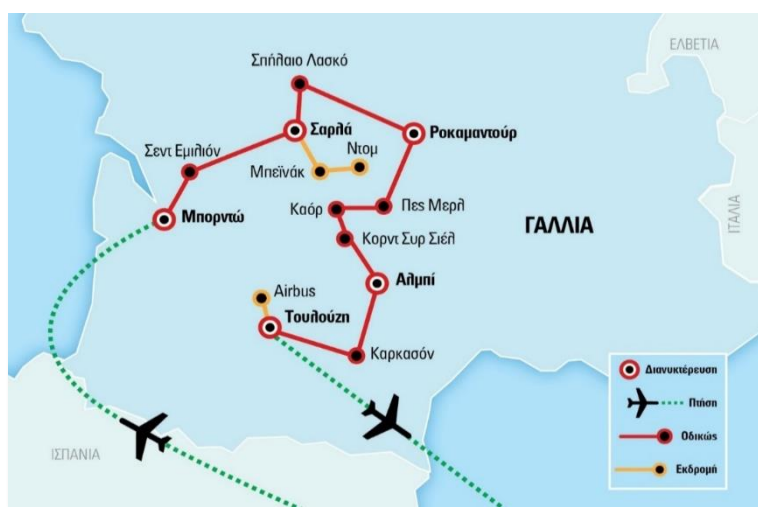 ΕΛΒΕΤΙΑ
Σπήλαιο Λασκό
Σαρλά
Ροκαμαντούρ
Ντομ
Σεντ Εμιλιόν
Μπεϊνάκ
Καόρ
Πες Μερλ
Μπορντώ
ΓΑΛΛΙΑ
ΙΤΑΛΙΑ
Κορντ Συρ Σιέλ
Αλμπί
Airbus
Τουλούζη
Καρκασόν
ΙΣΠΑΝΙΑ
Διανυκτέρευση
Πτήση
Οδικώς
Εκδρομή